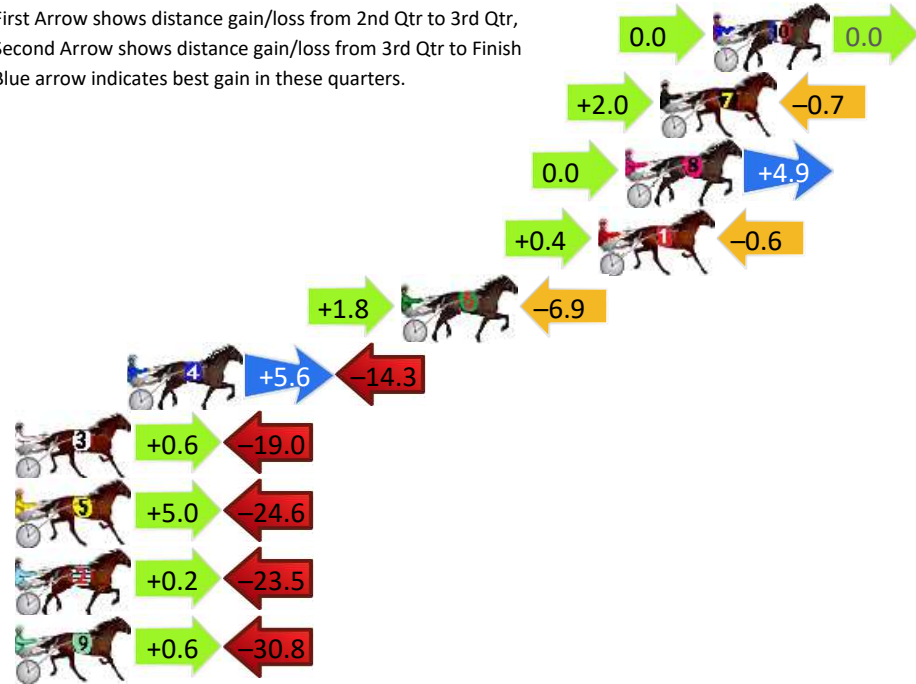 First Arrow shows distance gain/loss from 2nd Qtr to 3rd Qtr,
Second Arrow shows distance gain/loss from 3rd Qtr to Finish
Blue arrow indicates best gain in these quarters.
0.0 10 0.0
+2.0 7 –0.7
0.0 8 +4.9
+0.4 1 –0.6
+1.8 6 –6.9
4 +5.6 –14.3
3 +0.6 –19.0
5 +5.0 –24.6
2 +0.2 –23.5
9 +0.6 –30.8